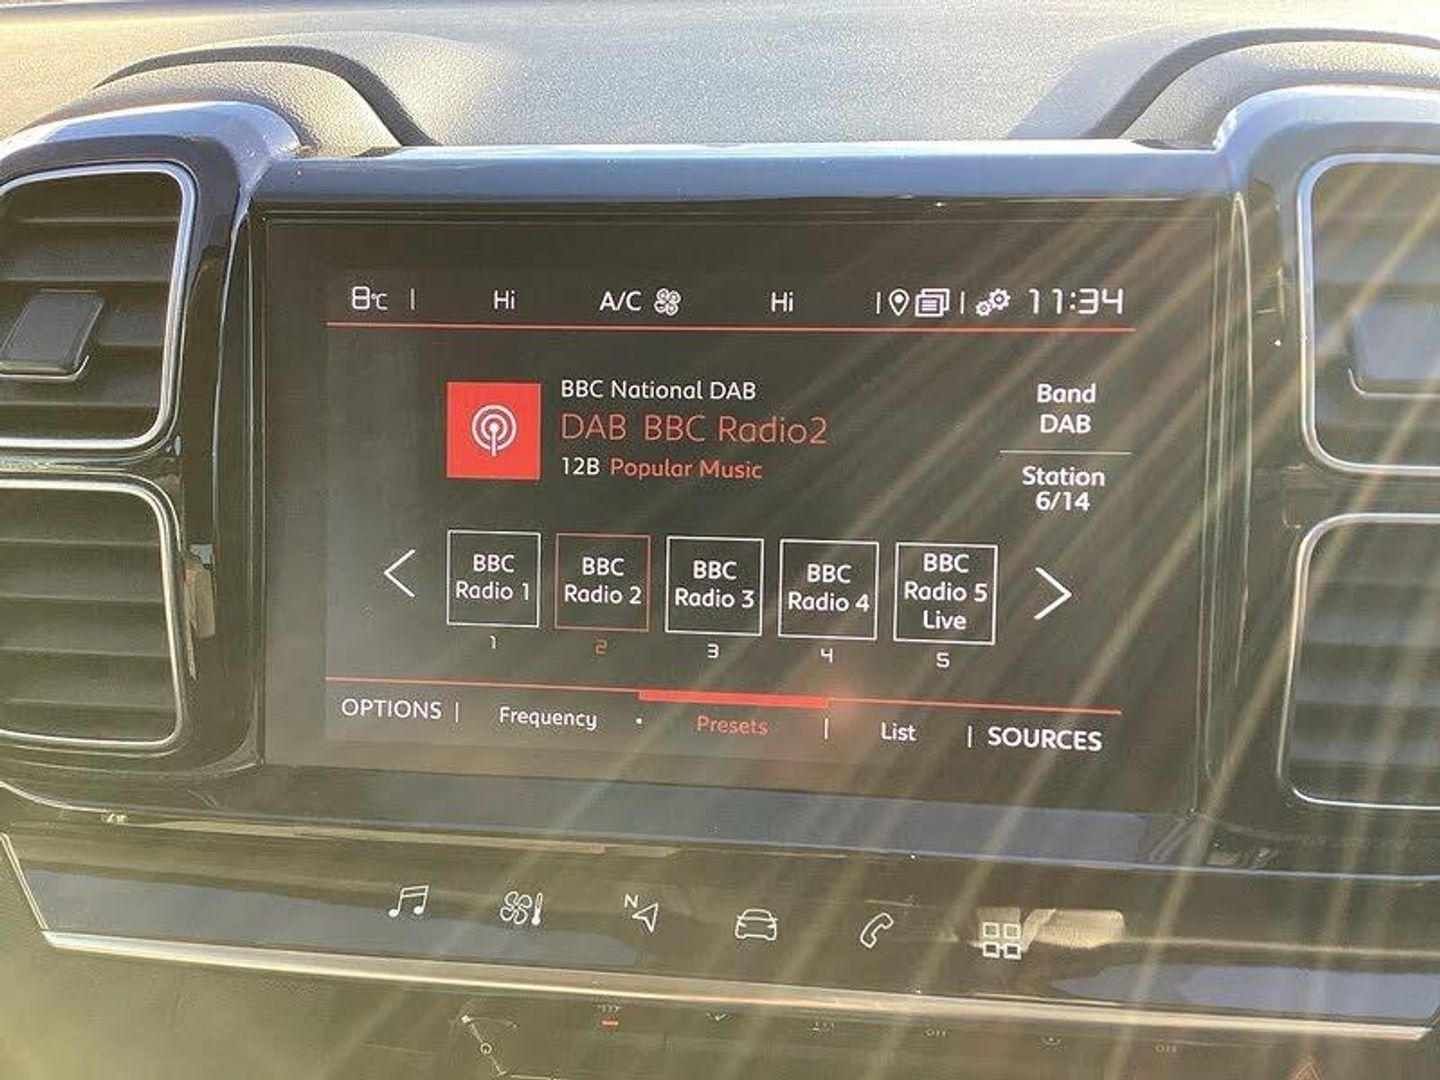 8°C | Hi A/C Hi | | 11:34
BBC National DAB
DAB BBC Radio2
12B Popular Music
Band
DAB
Station
6/14
BBC
Radio 1
BBC
Radio 2
BBC
Radio 3
BBC
Radio 4
BBC
Radio 5
Live
1 2 3 4 5
OPTIONS | Frequency • Presets | List | SOURCES
N